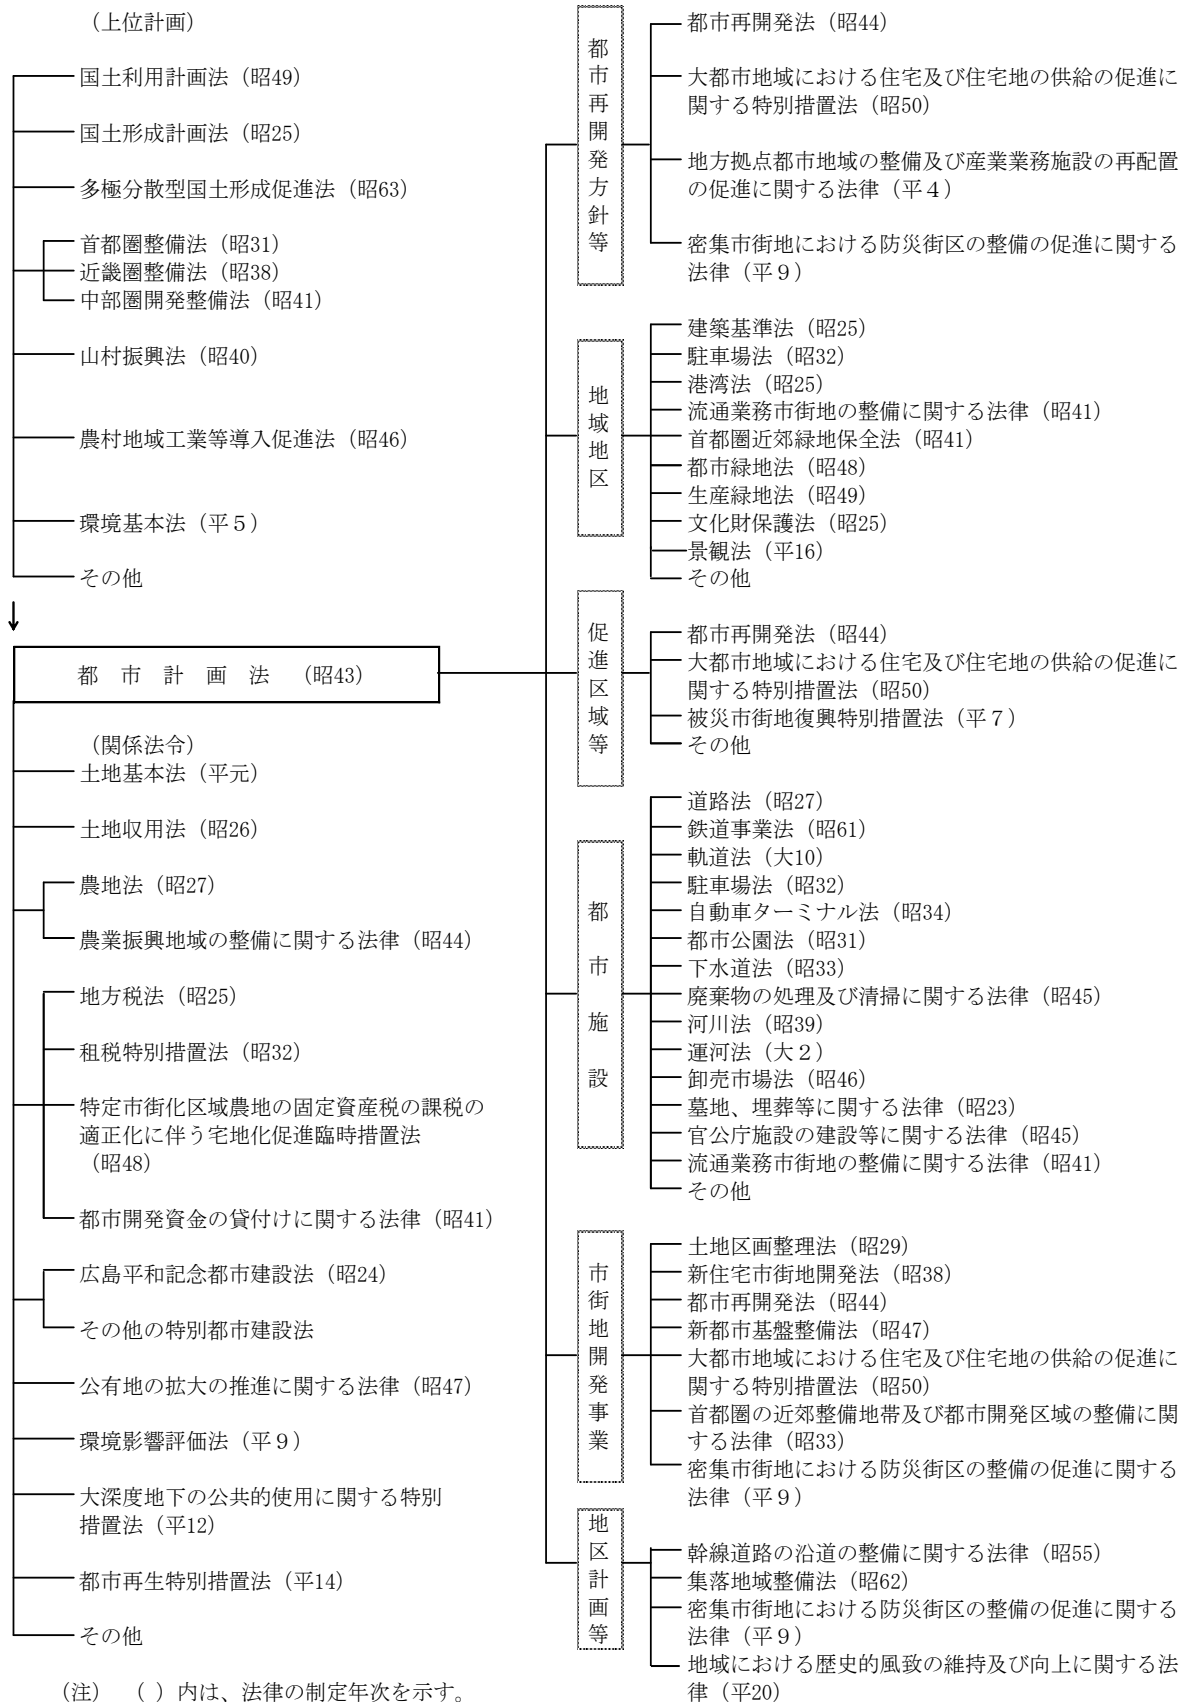 （上位計画）
国土利用計画法（昭49）
国土形成計画法（昭25）
多極分散型国土形成促進法（昭63）
首都圏整備法（昭31）
近畿圏整備法（昭38）
中部圏開発整備法（昭41）
山村振興法（昭40）
農村地域工業等導入促進法（昭46）
環境基本法（平５）
その他
都市計画法（昭43）
（関係法令）
土地基本法（平元）
土地収用法（昭26）
農地法（昭27）
農業振興地域の整備に関する法律（昭44）
地方税法（昭25）
租税特別措置法（昭32）
特定市街化区域農地の固定資産税の課税の
適正化に伴う宅地化促進臨時措置法
（昭48）
都市開発資金の貸付けに関する法律（昭41）
広島平和記念都市建設法（昭24）
その他の特別都市建設法
公有地の拡大の推進に関する法律（昭47）
環境影響評価法（平９）
大深度地下の公共的使用に関する特別
措置法（平12）
都市再生特別措置法（平14）
その他
（注）　（ ）内は、法律の制定年次を示す。
都市再開発方針等
都市再開発法（昭44）
大都市地域における住宅及び住宅地の供給の促進に
関する特別措置法（昭50）
地方拠点都市地域の整備及び産業業務施設の再配置
の促進に関する法律（平４）
密集市街地における防災街区の整備の促進に関する
法律（平９）
地域地区
建築基準法（昭25）
駐車場法（昭32）
港湾法（昭25）
流通業務市街地の整備に関する法律（昭41）
首都圏近郊緑地保全法（昭41）
都市緑地法（昭48）
生産緑地法（昭49）
文化財保護法（昭25）
景観法（平16）
その他
促進区域等
都市再開発法（昭44）
大都市地域における住宅及び住宅地の供給の促進に
関する特別措置法（昭50）
被災市街地復興特別措置法（平７）
その他
都市施設
道路法（昭27）
鉄道事業法（昭61）
軌道法（大10）
駐車場法（昭32）
自動車ターミナル法（昭34）
都市公園法（昭31）
下水道法（昭33）
廃棄物の処理及び清掃に関する法律（昭45）
河川法（昭39）
運河法（大２）
卸売市場法（昭46）
墓地、埋葬等に関する法律（昭23）
官公庁施設の建設等に関する法律（昭45）
流通業務市街地の整備に関する法律（昭41）
その他
市街地開発事業
土地区画整理法（昭29）
新住宅市街地開発法（昭38）
都市再開発法（昭44）
新都市基盤整備法（昭47）
大都市地域における住宅及び住宅地の供給の促進に
関する特別措置法（昭50）
首都圏の近郊整備地帯及び都市開発区域の整備に関
する法律（昭33）
密集市街地における防災街区の整備の促進に関する
法律（平９）
地区計画等
幹線道路の沿道の整備に関する法律（昭55）
集落地域整備法（昭62）
密集市街地における防災街区の整備の促進に関する
法律（平９）
地域における歴史的風致の維持及び向上に関する法
律（平20）